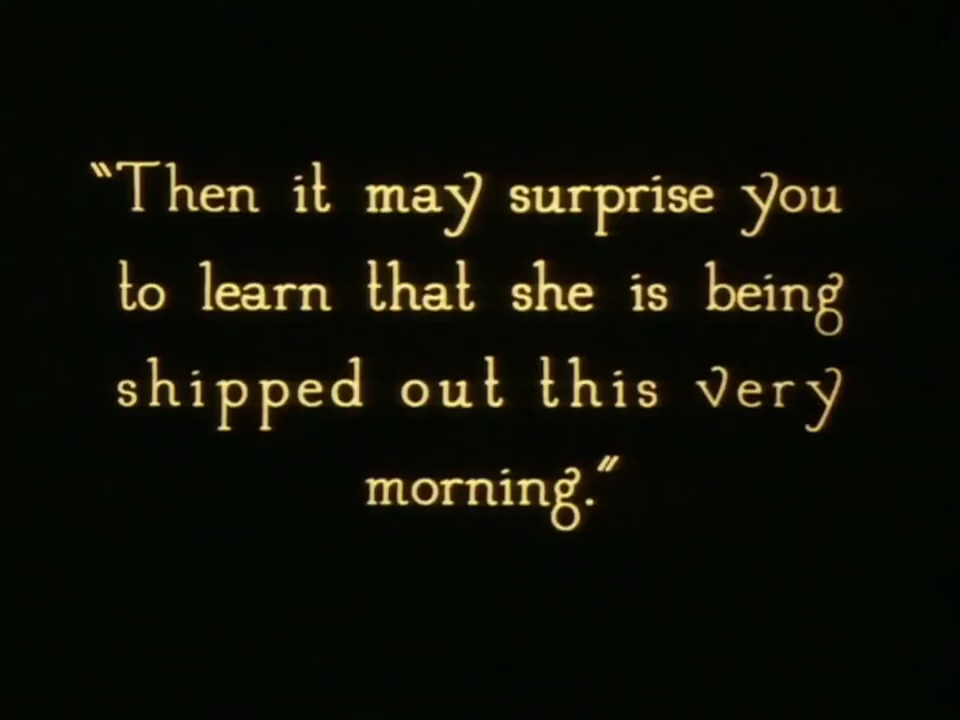 "Then it may surprise you
to learn that she is being
shipped out this very
morning."